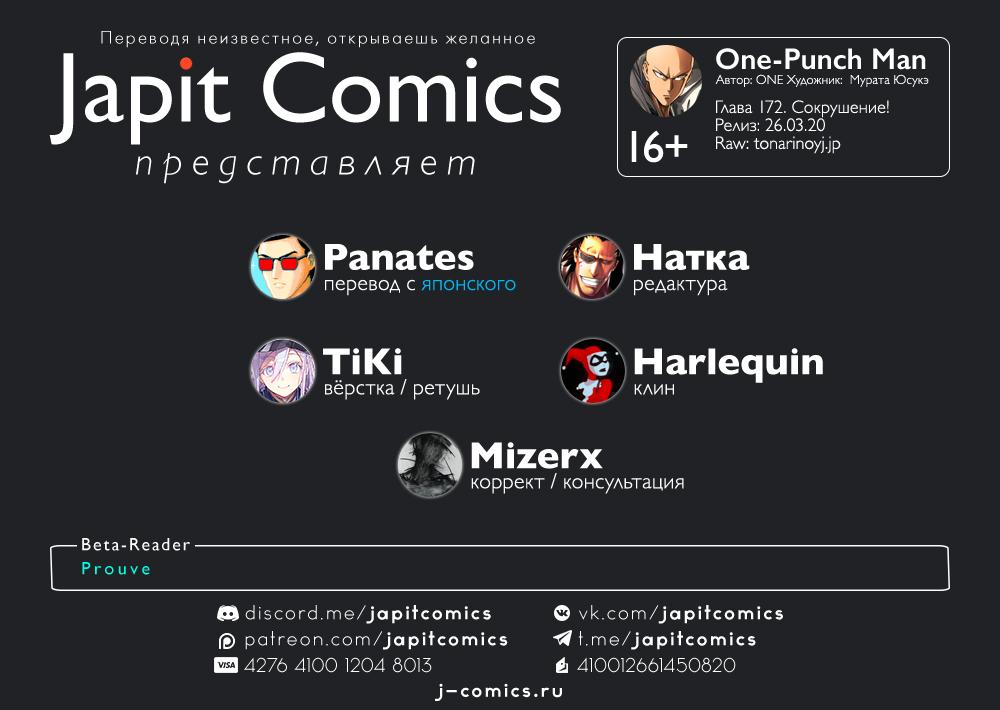 Переводя неизвестное, открываешь желанное
Japit Comics
представляет
One-Punch Man
Автор: ONE Художник: Мурата Юсукэ
Глава 172. Сокрушение!
Релиз: 26.03.20
Raw: tonarinoyj.jp
16+
Panates
перевод с японского
Натка
редактура
TiKi
вёрстка / ретушь
Harlequin
клин
Mizerx
коррект / консультация
Beta-Reader
Prouve
discord.me/japitcomics
vk.com/japitcomics
patreon.com/japitcomics
t.me/japitcomics
VISA 4276 4100 1204 8013
410012661450820
j-comics.ru